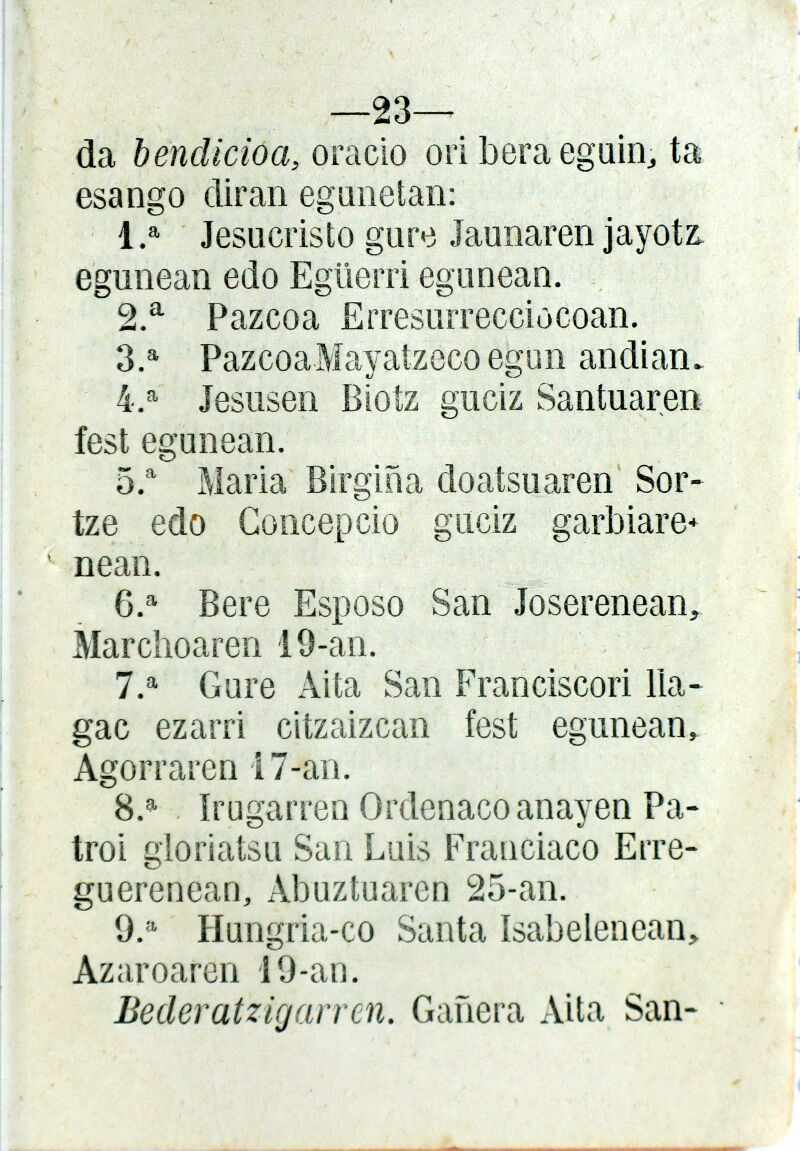 —23—
da bendicioa, oracio ori bera eguin, ta
esango diran egunetan:
1.ª Jesucristo gure Jaunaren jayotz
egunean edo Egüerri egunean.
2.ª Pazcoa Erresurrecciocoan.
3.ª Pazcoa Mayatzeco egun andian.
4.ª Jesusen Biotz guciz Santuaren
fest egunean.
5.ª Maria Birgiña doatsuaren Sor-
tze edo Concepcio guciz garbiare-
nean.
6.ª Bere Esposo San Joserenean,
Marchoaren 19-an.
7.ª Gure Aita San Franciscori lla-
gac ezarri citzaizcan fest egunean,
Agorraren 17-an.
8.ª Irugarren Ordenaco anayen Pa-
troi gloriatsu San Luis Franciaco Erre-
guerenean, Abuztuaren 25-an.
9.ª Hungria-co Santa Isabelenean,
Azaroaren 19-an.
Bederatzigarren. Gañera Aita San-